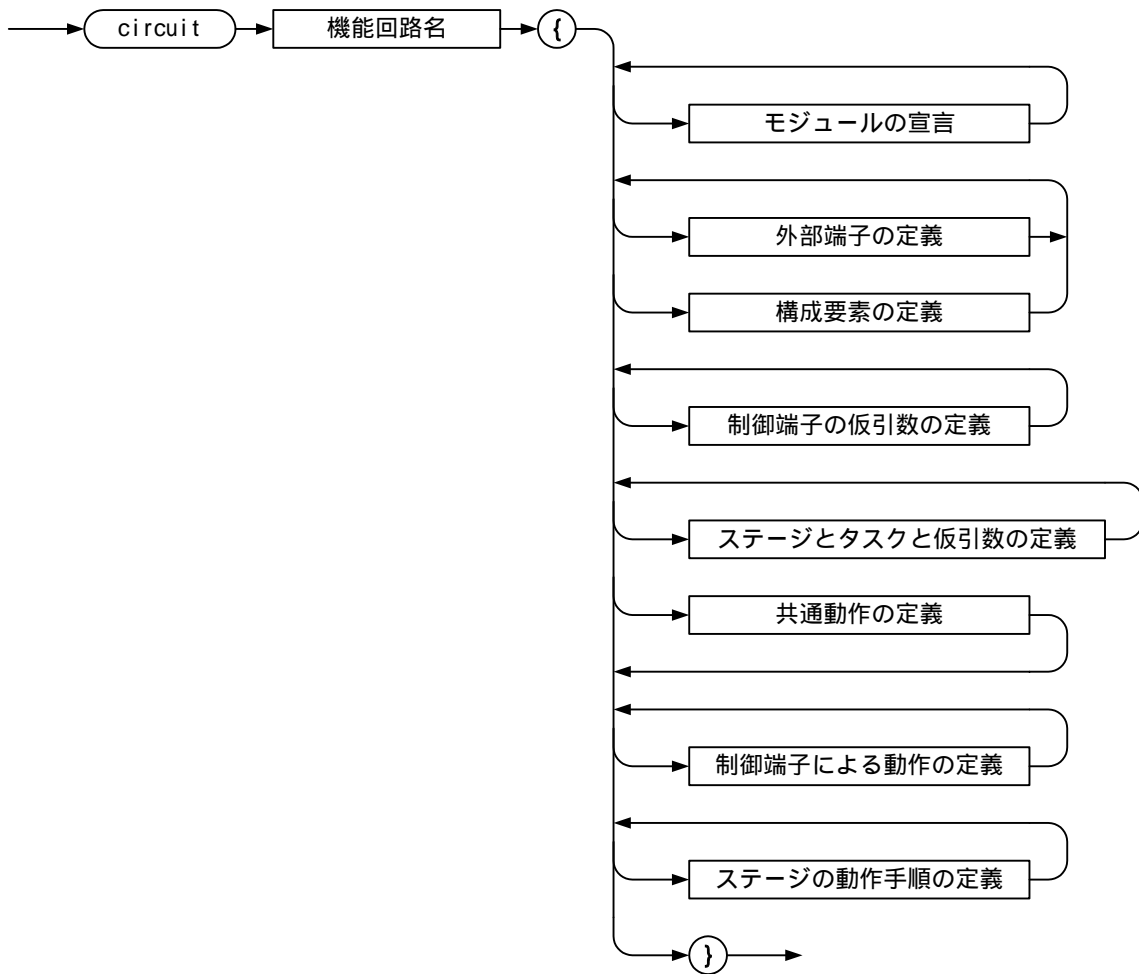 circuit 機能回路名 {
モジュールの宣言
外部端子の定義
構成要素の定義
制御端子の仮引数の定義
ステージとタスクと仮引数の定義
共通動作の定義
制御端子による動作の定義
ステージの動作手順の定義
}